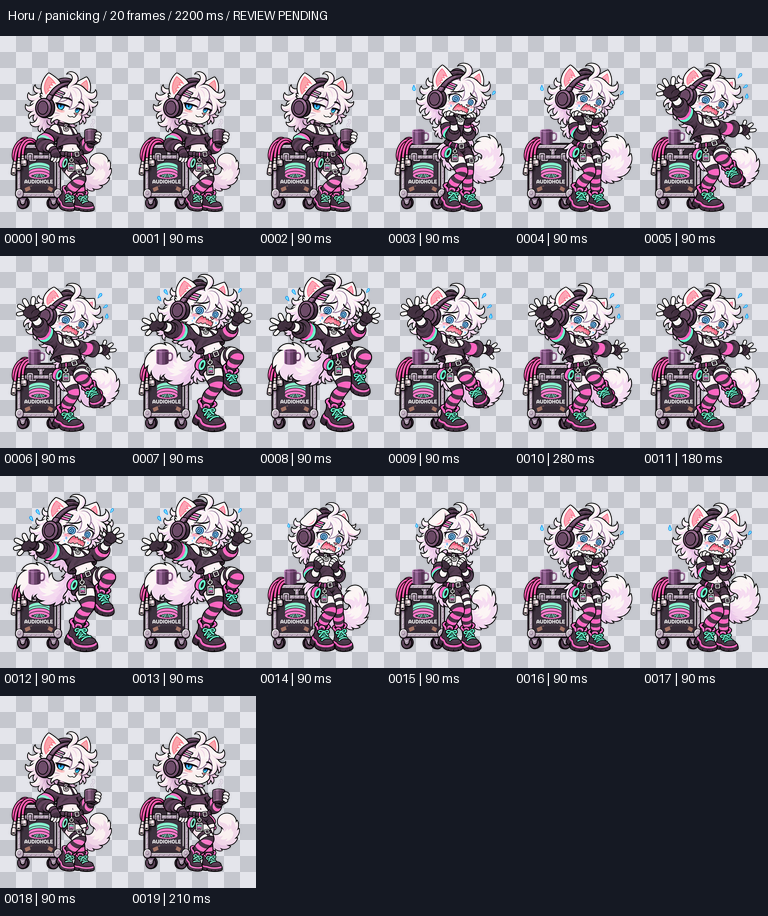 Horu / panicking / 20 frames / 2200 ms / REVIEW PENDING
AUDIOHOLE AUDIOHOLE AUDIOHOLE AUDIOHOLE AUDIOHOLE AUDIOHOLE
0000 | 90 ms 0001 | 90 ms 0002 | 90 ms 0003 | 90 ms 0004 | 90 ms 0005 | 90 ms
AUDIOHOLE AUDIOHOLE AUDIOHOLE AUDIOHOLE AUDIOHOLE AUDIOHOLE
0006 | 90 ms 0007 | 90 ms 0008 | 90 ms 0009 | 90 ms 0010 | 280 ms 0011 | 180 ms
AUDIOHOLE AUDIOHOLE AUDIOHOLE AUDIOHOLE AUDIOHOLE AUDIOHOLE
0012 | 90 ms 0013 | 90 ms 0014 | 90 ms 0015 | 90 ms 0016 | 90 ms 0017 | 90 ms
AUDIOHOLE AUDIOHOLE
0018 | 90 ms 0019 | 210 ms